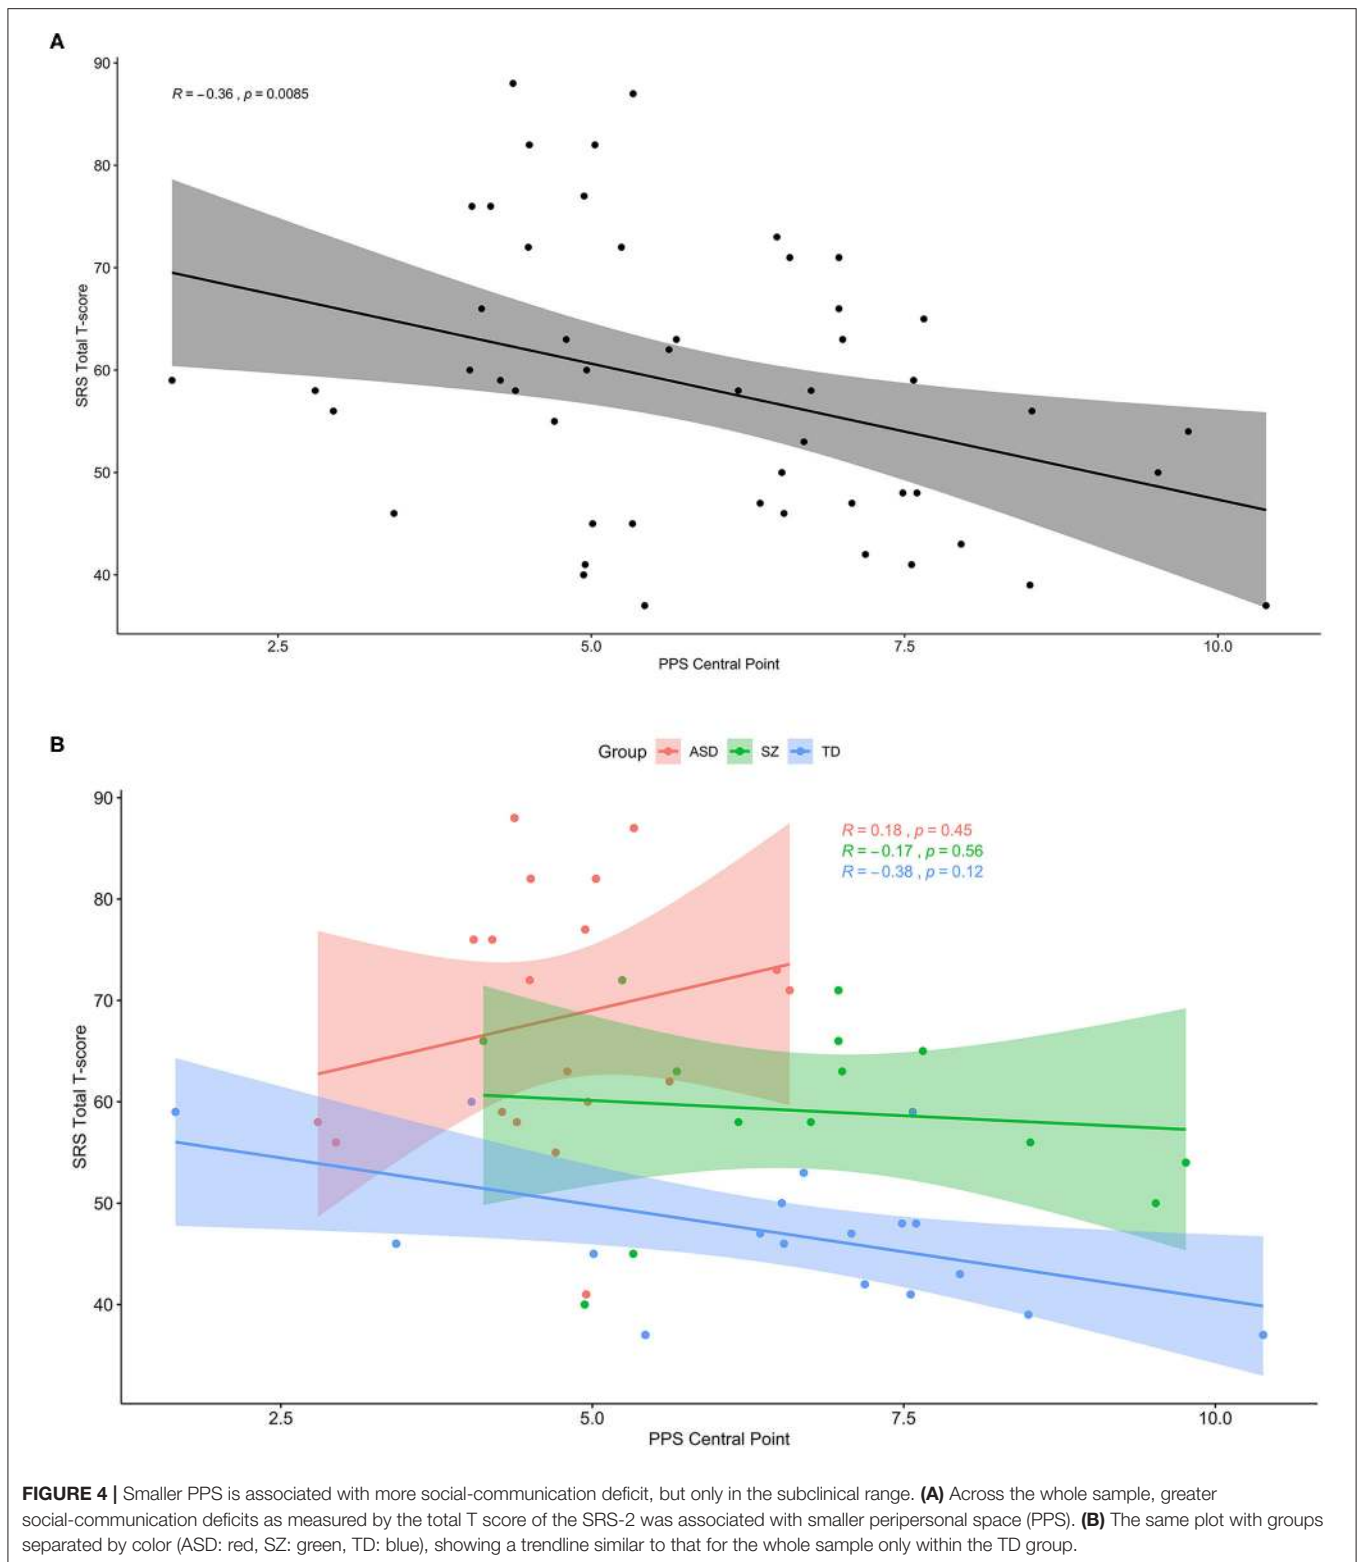 A
90
80
70
60
50
40
SRS Total T-score
R = −0.36 , p = 0.0085
2.5 5.0 7.5 10.0
PPS Central Point
B
Group ASD SZ TD
90
80
70
60
50
40
SRS Total T-score
R = 0.18 , p = 0.45
R = −0.17 , p = 0.56
R = −0.38 , p = 0.12
2.5 5.0 7.5 10.0
PPS Central Point
FIGURE 4 | Smaller PPS is associated with more social-communication deficit, but only in the subclinical range. (A) Across the whole sample, greater
social-communication deficits as measured by the total T score of the SRS-2 was associated with smaller peripersonal space (PPS). (B) The same plot with groups
separated by color (ASD: red, SZ: green, TD: blue), showing a trendline similar to that for the whole sample only within the TD group.